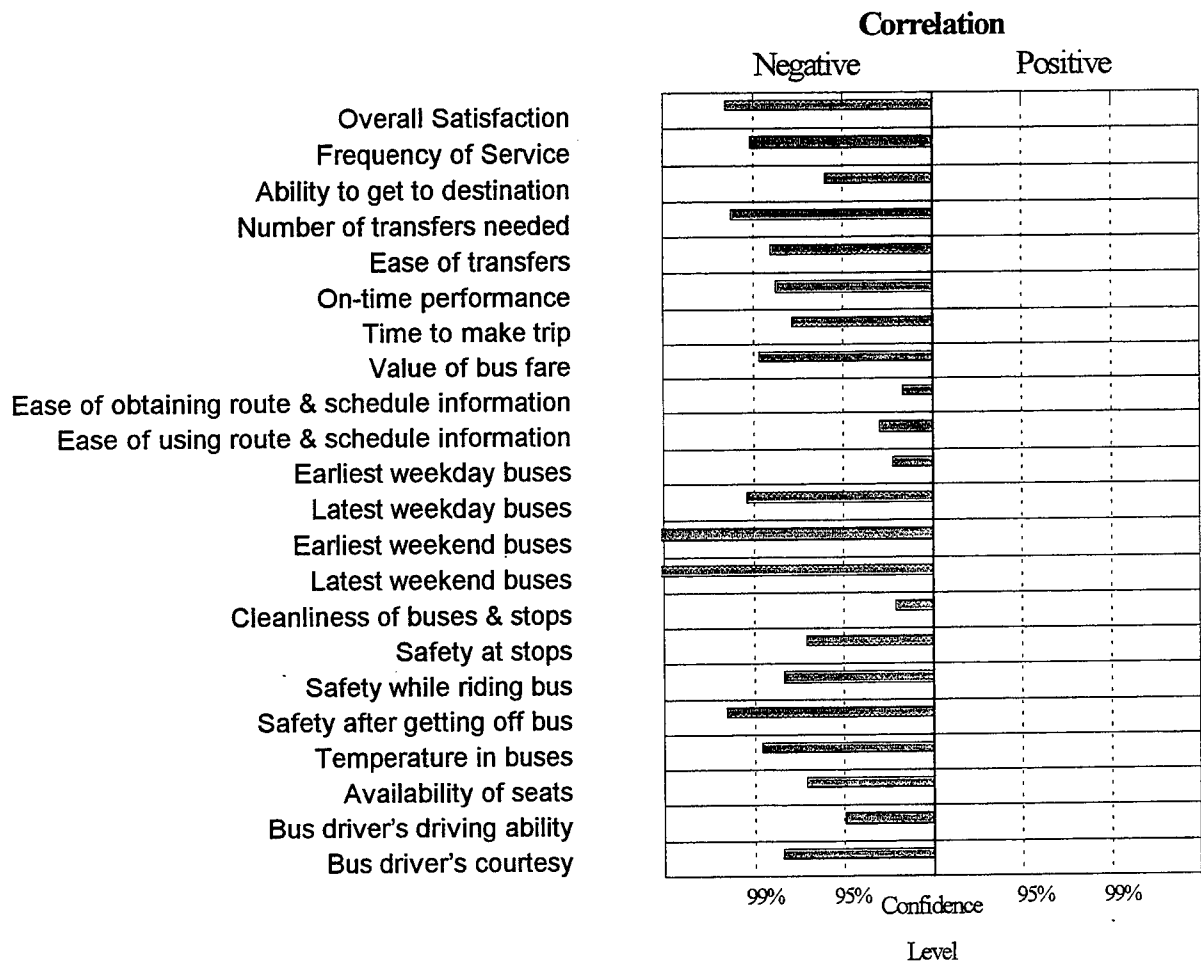 Correlation
Negative Positive
Overall Satisfaction
Frequency of Service
Ability to get to destination
Number of transfers needed
Ease of transfers
On-time performance
Time to make trip
Value of bus fare
Ease of obtaining route & schedule information
Ease of using route & schedule information
Earliest weekday buses
Latest weekday buses
Earliest weekend buses
Latest weekend buses
Cleanliness of buses & stops
Safety at stops
Safety while riding bus
Safety after getting off bus
Temperature in buses
Availability of seats
Bus driver's driving ability
Bus driver's courtesy
99% 95% Confidence 95% 99%
Level